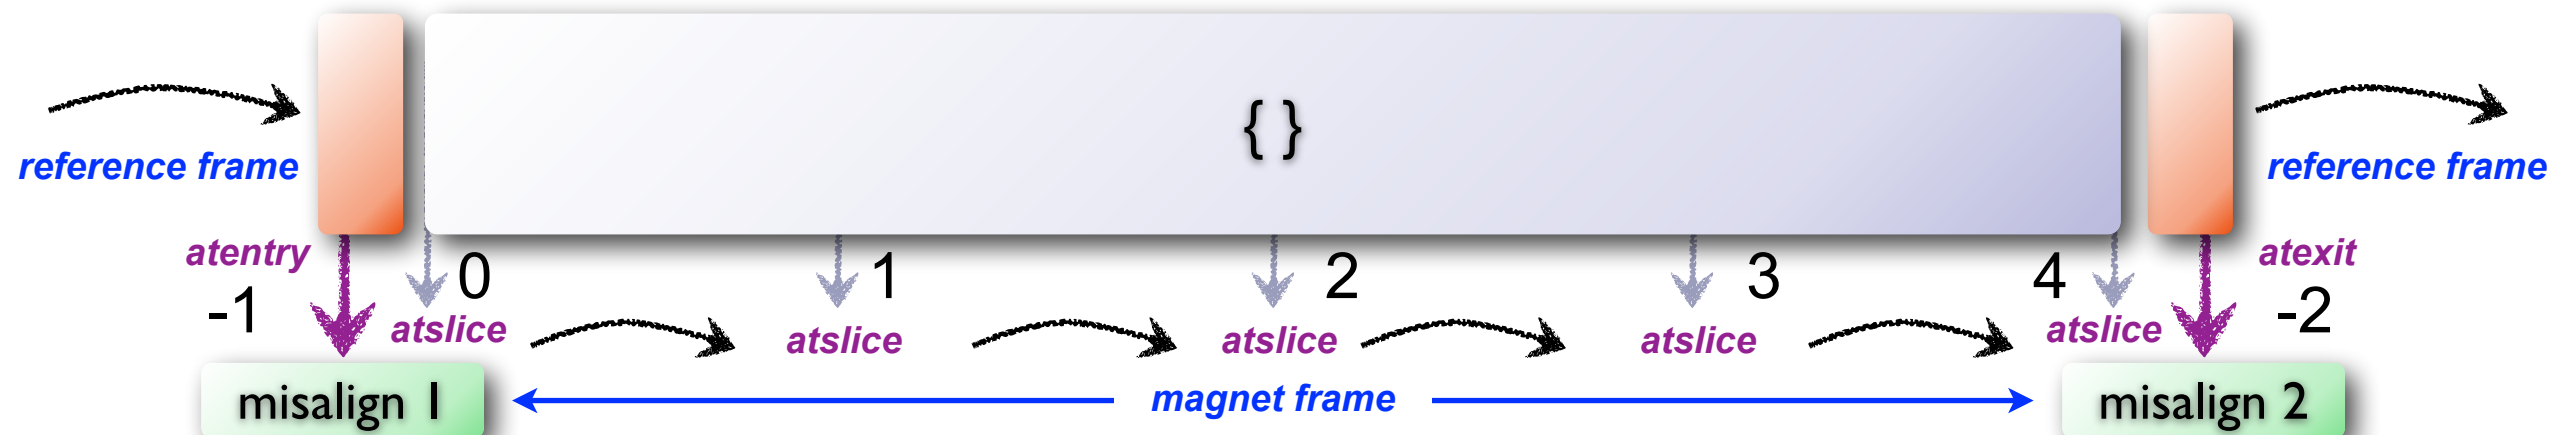 { }
reference frame
reference frame
atentry
-1
0
1
2
3
4
atexit
-2
atslice
atslice
atslice
atslice
atslice
misalign 1
magnet frame
misalign 2